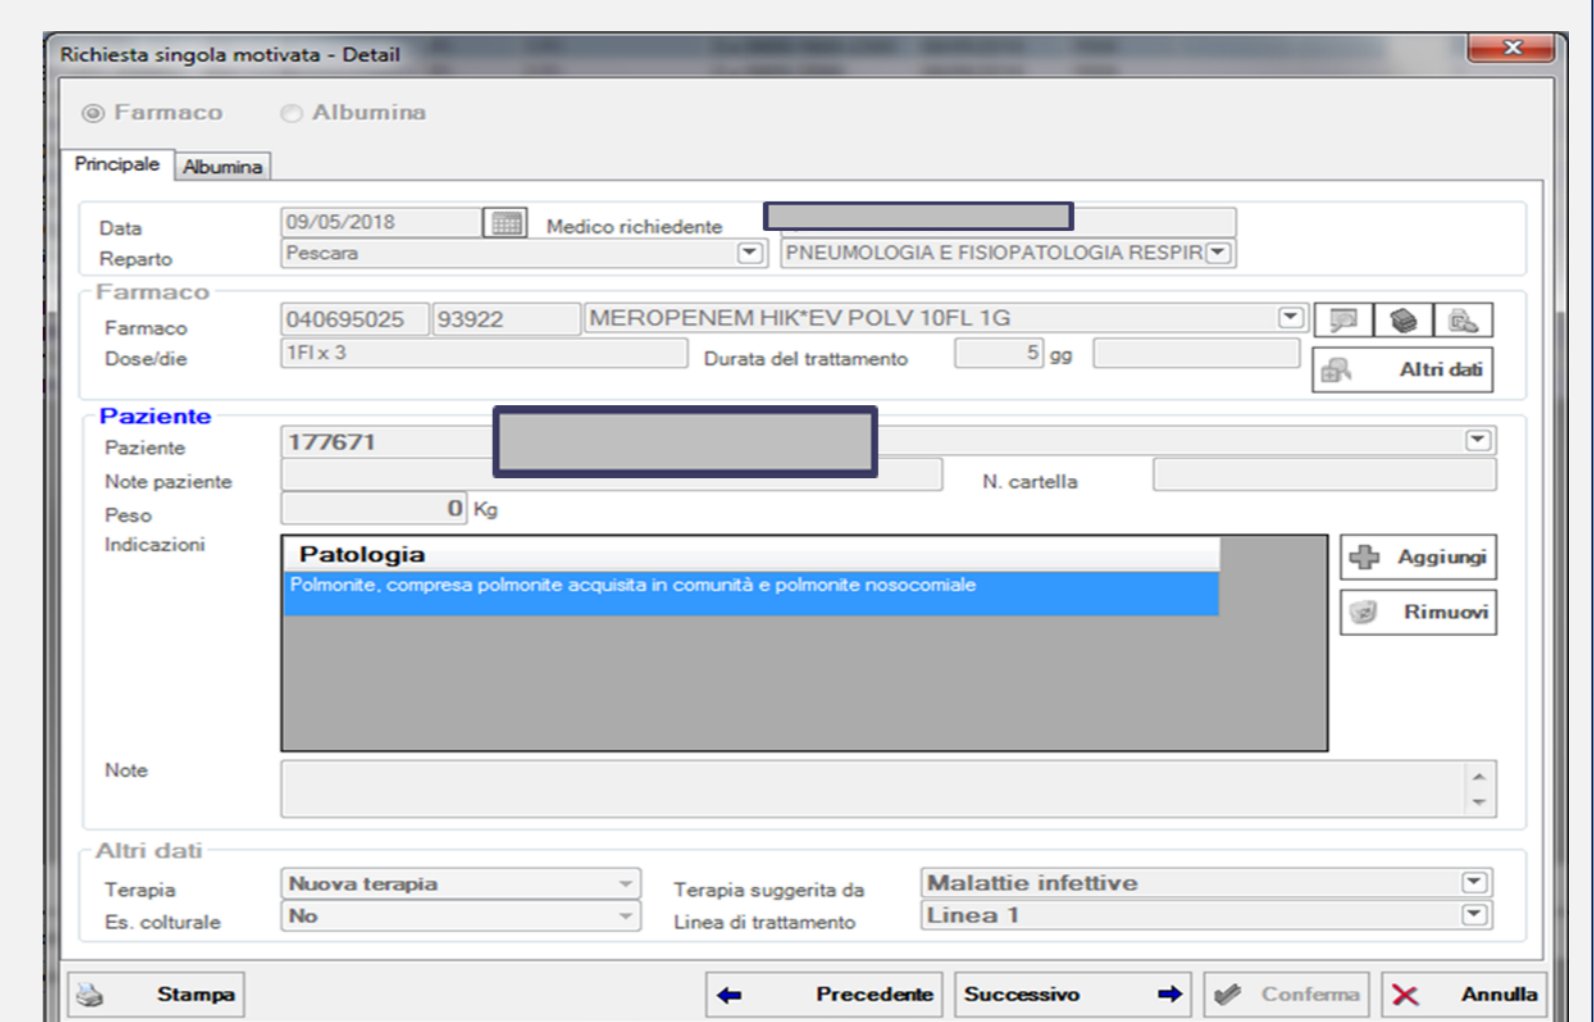 Richiesta singola motivata - Detail
Farmaco Albumina
Principale Albumina
Data 09/05/2018 Medico richiedente
Reparto Pescara PNEUMOLOGIA E FISIOPATOLOGIA RESPIR
Farmaco
Farmaco 040695025 93922 MEROPENEM HIK*EV POLV 10FL 1G
Dose/die 1Fl x 3 Durata del trattamento 5 gg
Altri dati
Paziente
Paziente 177671
Note paziente N. cartella
Peso 0 Kg
Indicazioni
Patologia
Polmonite, compresa polmonite acquisita in comunità e polmonite nosocomiale
Aggiungi
Rimuovi
Note
Altri dati
Terapia Nuova terapia Terapia suggerita da Malattie infettive
Es. colturale No Linea di trattamento Linea 1
Stampa Precedente Successivo Conferma Annulla